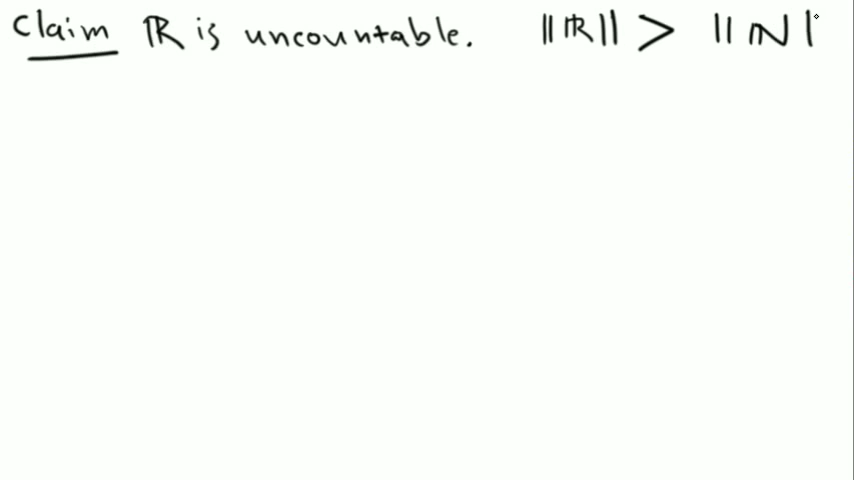 Claim ℝ is uncountable. ||ℝ|| > ||ℕ|